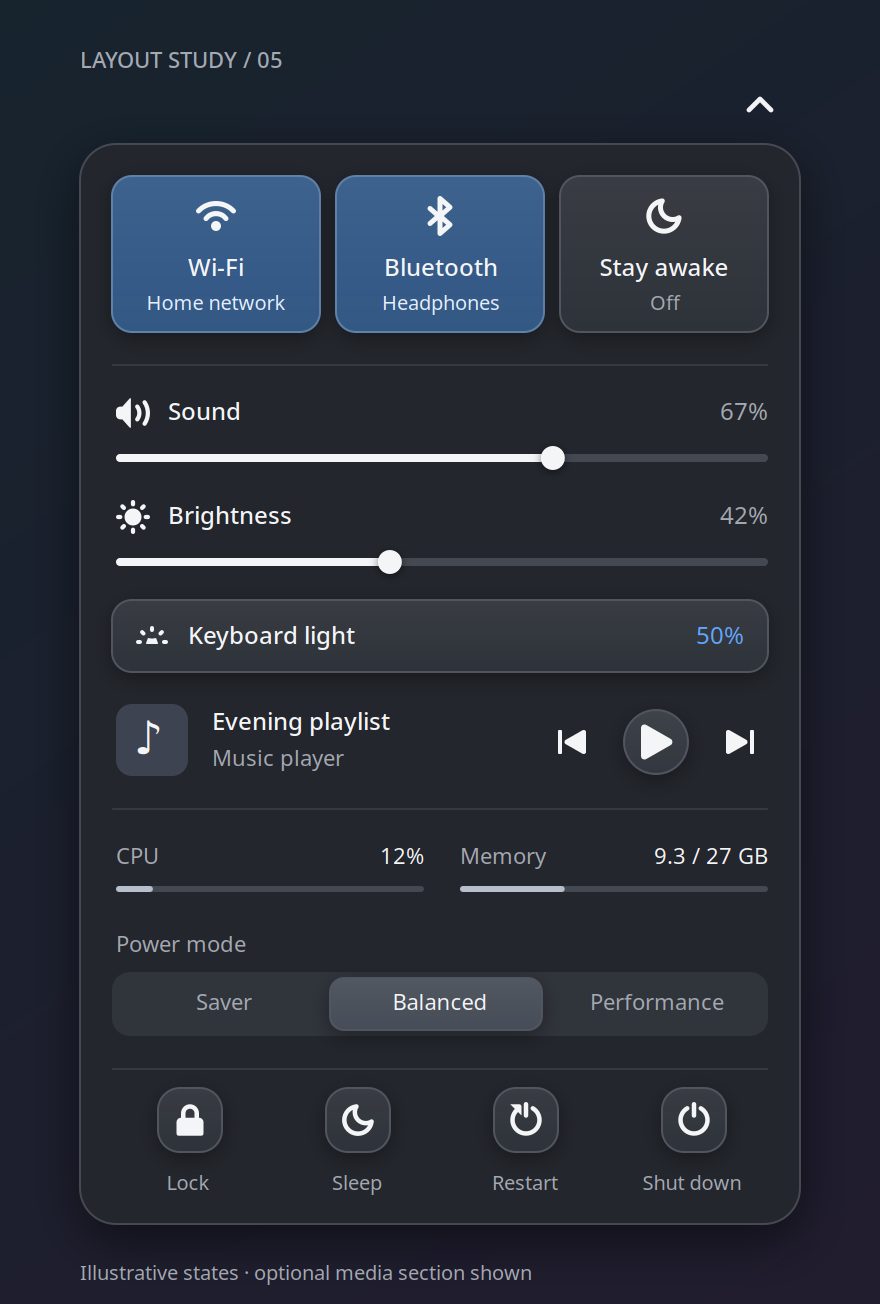 LAYOUT STUDY / 05
Wi-Fi
Home network
Bluetooth
Headphones
Stay awake
Off
Sound 67%
Brightness 42%
Keyboard light 50%
Evening playlist
Music player
CPU 12%
Memory 9.3 / 27 GB
Power mode
Saver Balanced Performance
Lock Sleep Restart Shut down
Illustrative states · optional media section shown